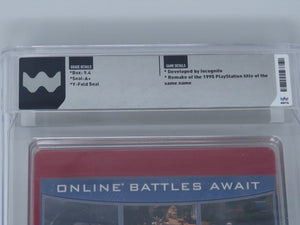 GRADE DETAILS
*Box: 9.4
*Seal: A+
*Y-Fold Seal
GAME DETAILS
* Developed by Incognito
* Remake of the 1995 PlayStation title of the same name
ONLINE* BATTLES AWAIT